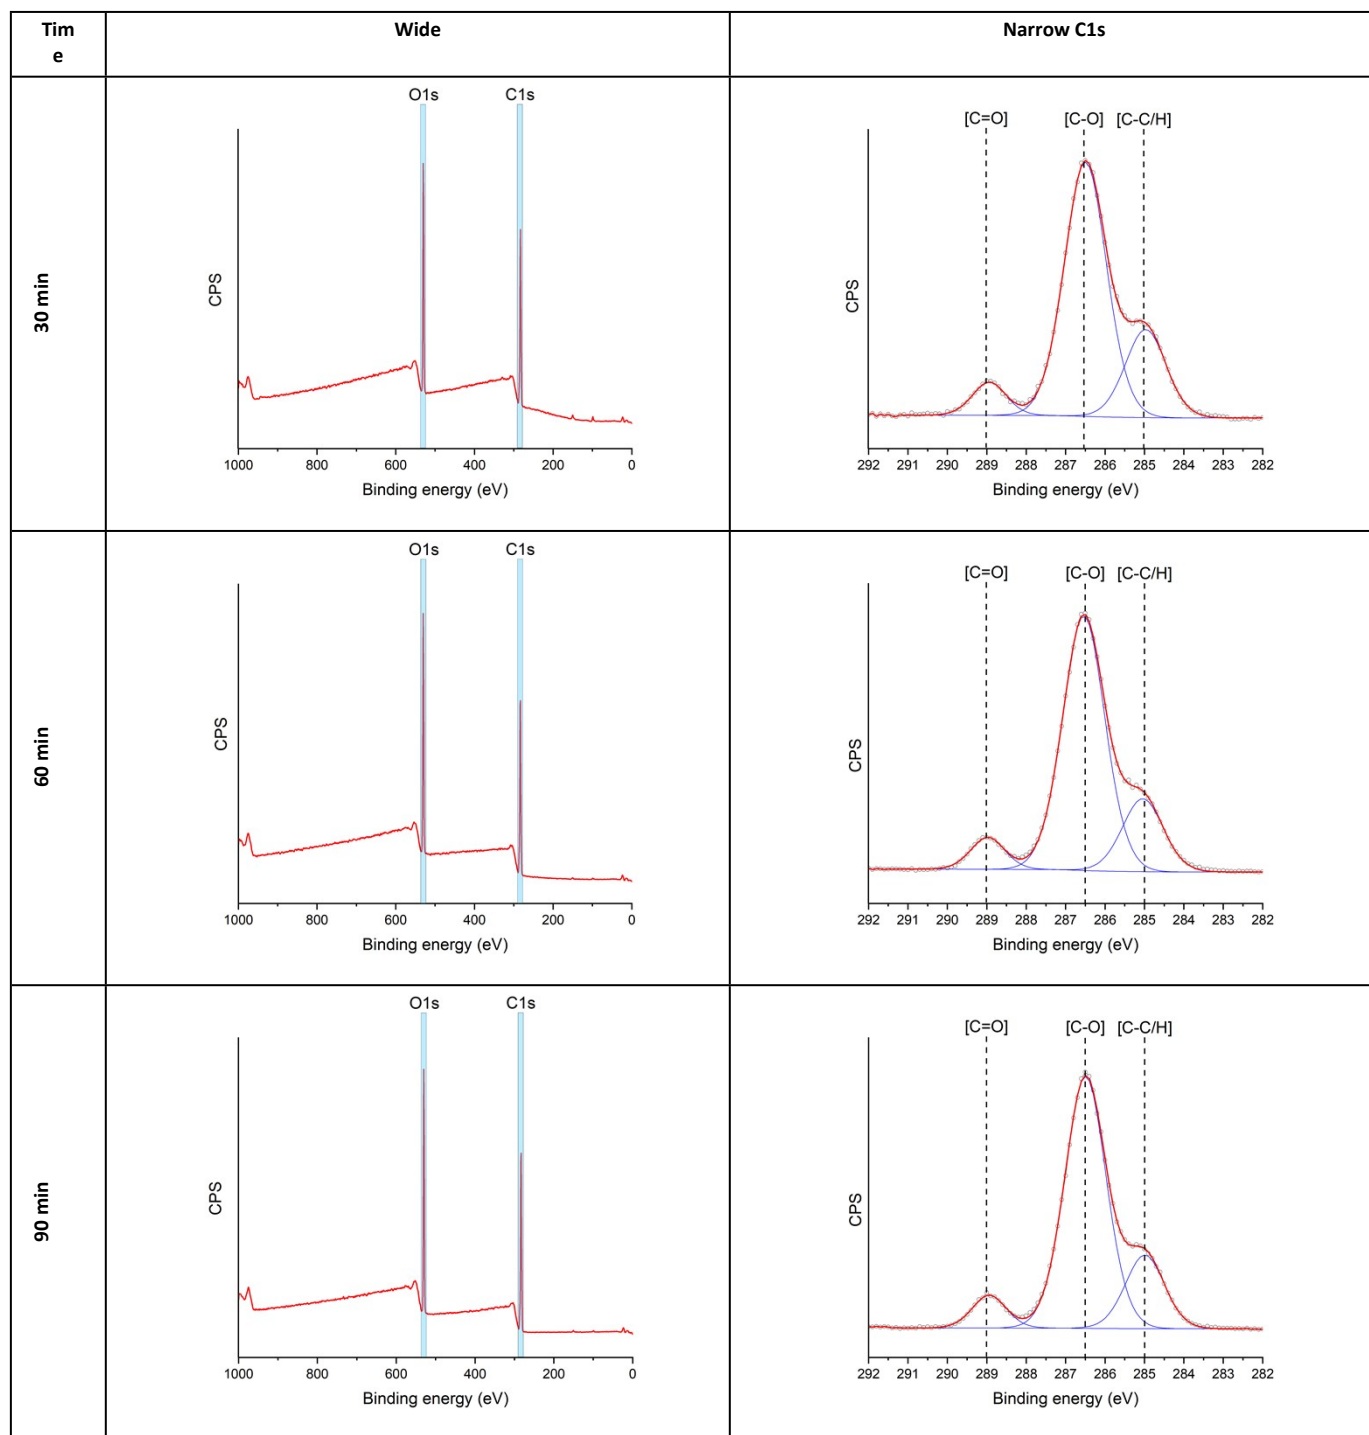 Tim
e
Wide
Narrow C1s
30 min
O1s C1s
CPS
1000 800 600 400 200 0
Binding energy (eV)
[C=O] [C-O] [C-C/H]
CPS
292 291 290 289 288 287 286 285 284 283 282
Binding energy (eV)
60 min
O1s C1s
CPS
1000 800 600 400 200 0
Binding energy (eV)
[C=O] [C-O] [C-C/H]
CPS
292 291 290 289 288 287 286 285 284 283 282
Binding energy (eV)
90 min
O1s C1s
CPS
1000 800 600 400 200 0
Binding energy (eV)
[C=O] [C-O] [C-C/H]
CPS
292 291 290 289 288 287 286 285 284 283 282
Binding energy (eV)